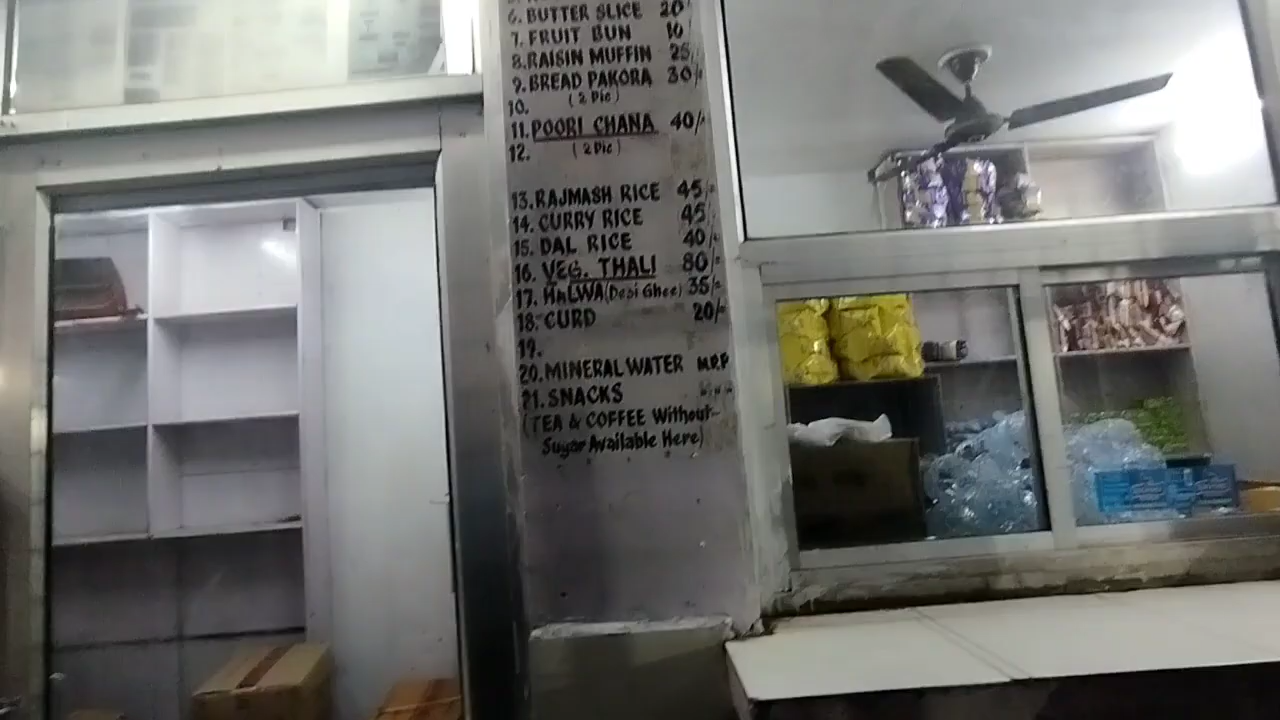 6. BUTTER SLICE 20/
7. FRUIT BUN 10
8. RAISIN MUFFIN 25
9. BREAD PAKORA 30/-
10. (2 Pic)
11. POORI CHANA 40/-
12. (2 Pic)
13. RAJMASH RICE 45/-
14. CURRY RICE 45/-
15. DAL RICE 40/-
16. VEG. THALI 80/-
17. HALWA (Desi Ghee) 35/-
18. CURD 20/-
19.
20. MINERAL WATER M.R.P
21. SNACKS
(TEA & COFFEE Without
Sugar Available Here)